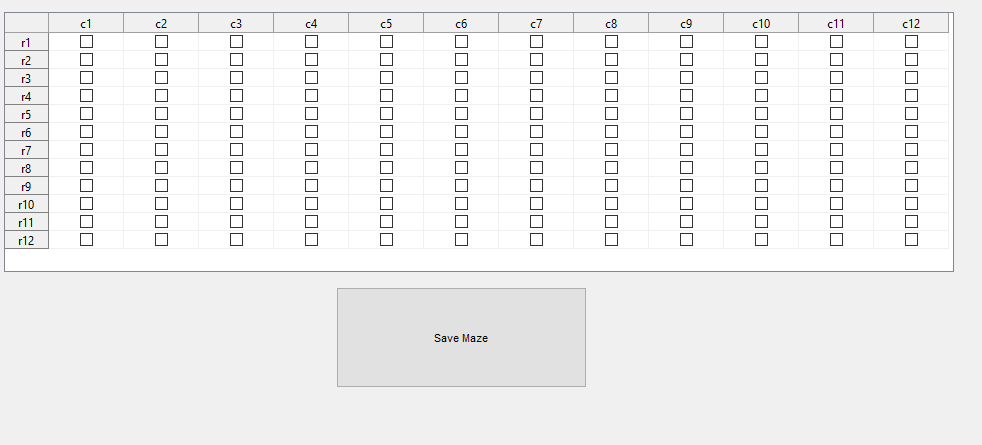 c1 c2 c3 c4 c5 c6 c7 c8 c9 c10 c11 c12
r1
r2
r3
r4
r5
r6
r7
r8
r9
r10
r11
r12
Save Maze